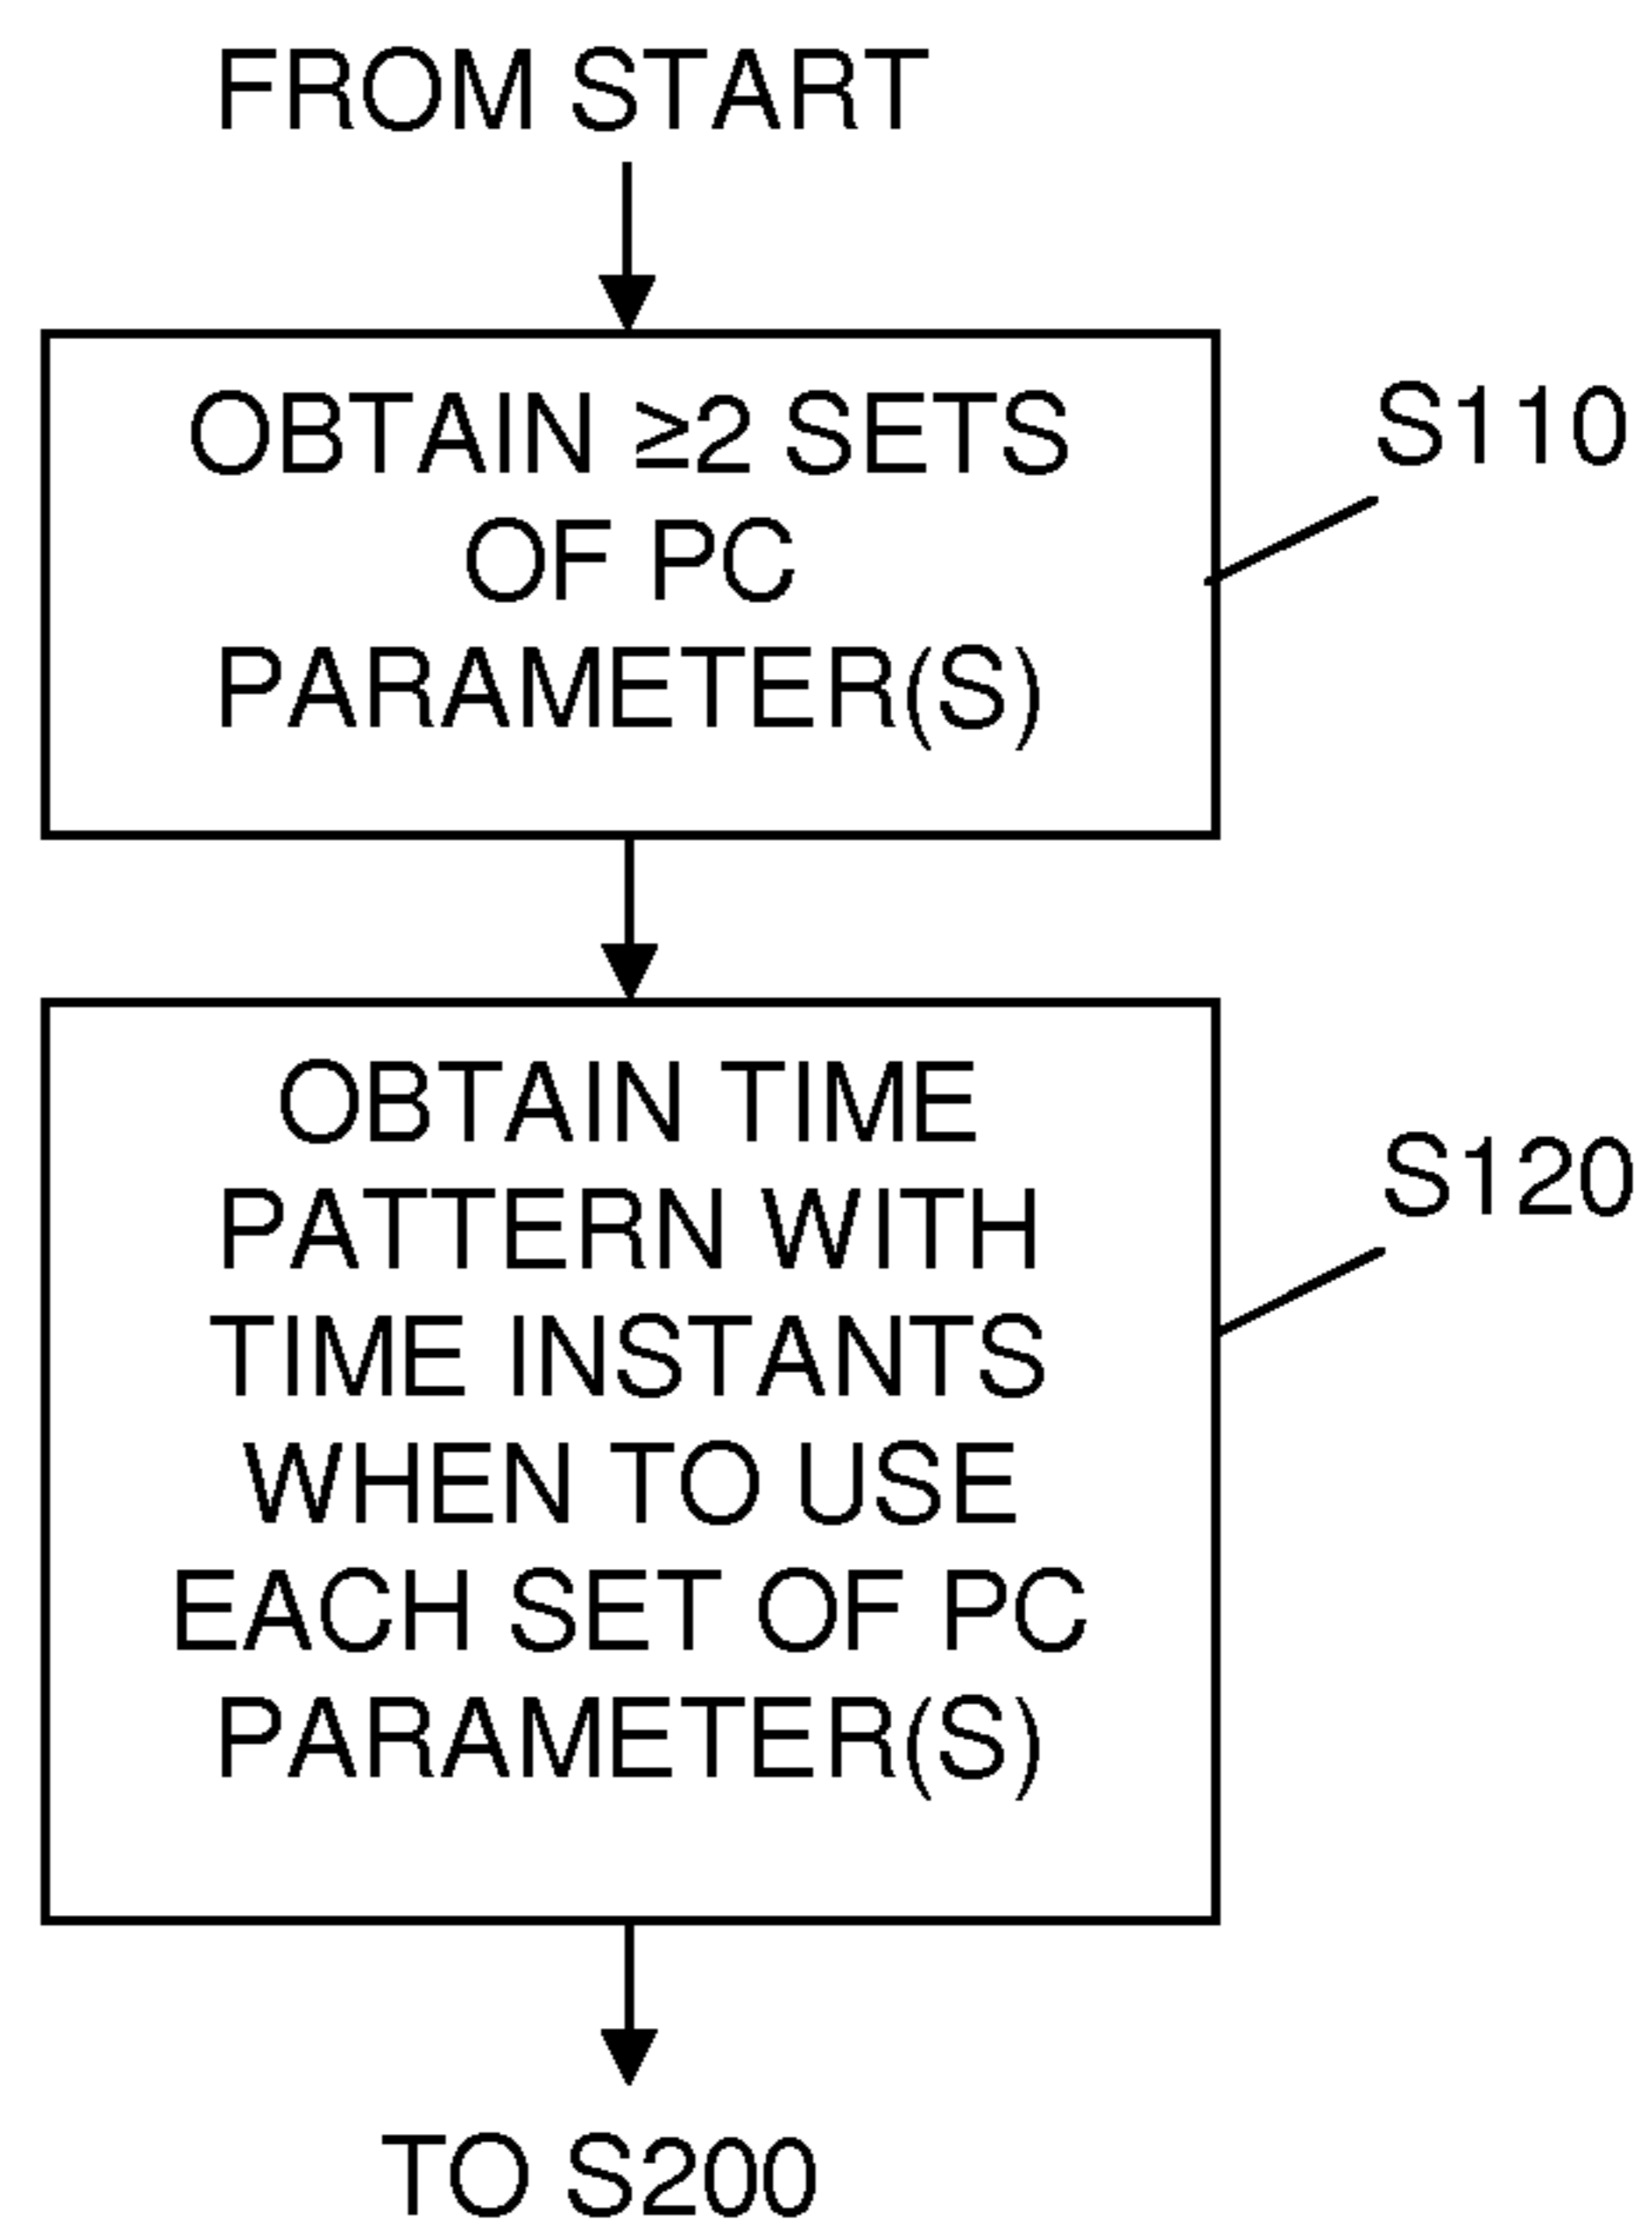 FROM START
OBTAIN ≥2 SETS
OF PC
PARAMETER(S)
S110
OBTAIN TIME
PATTERN WITH
TIME INSTANTS
WHEN TO USE
EACH SET OF PC
PARAMETER(S)
S120
TO S200